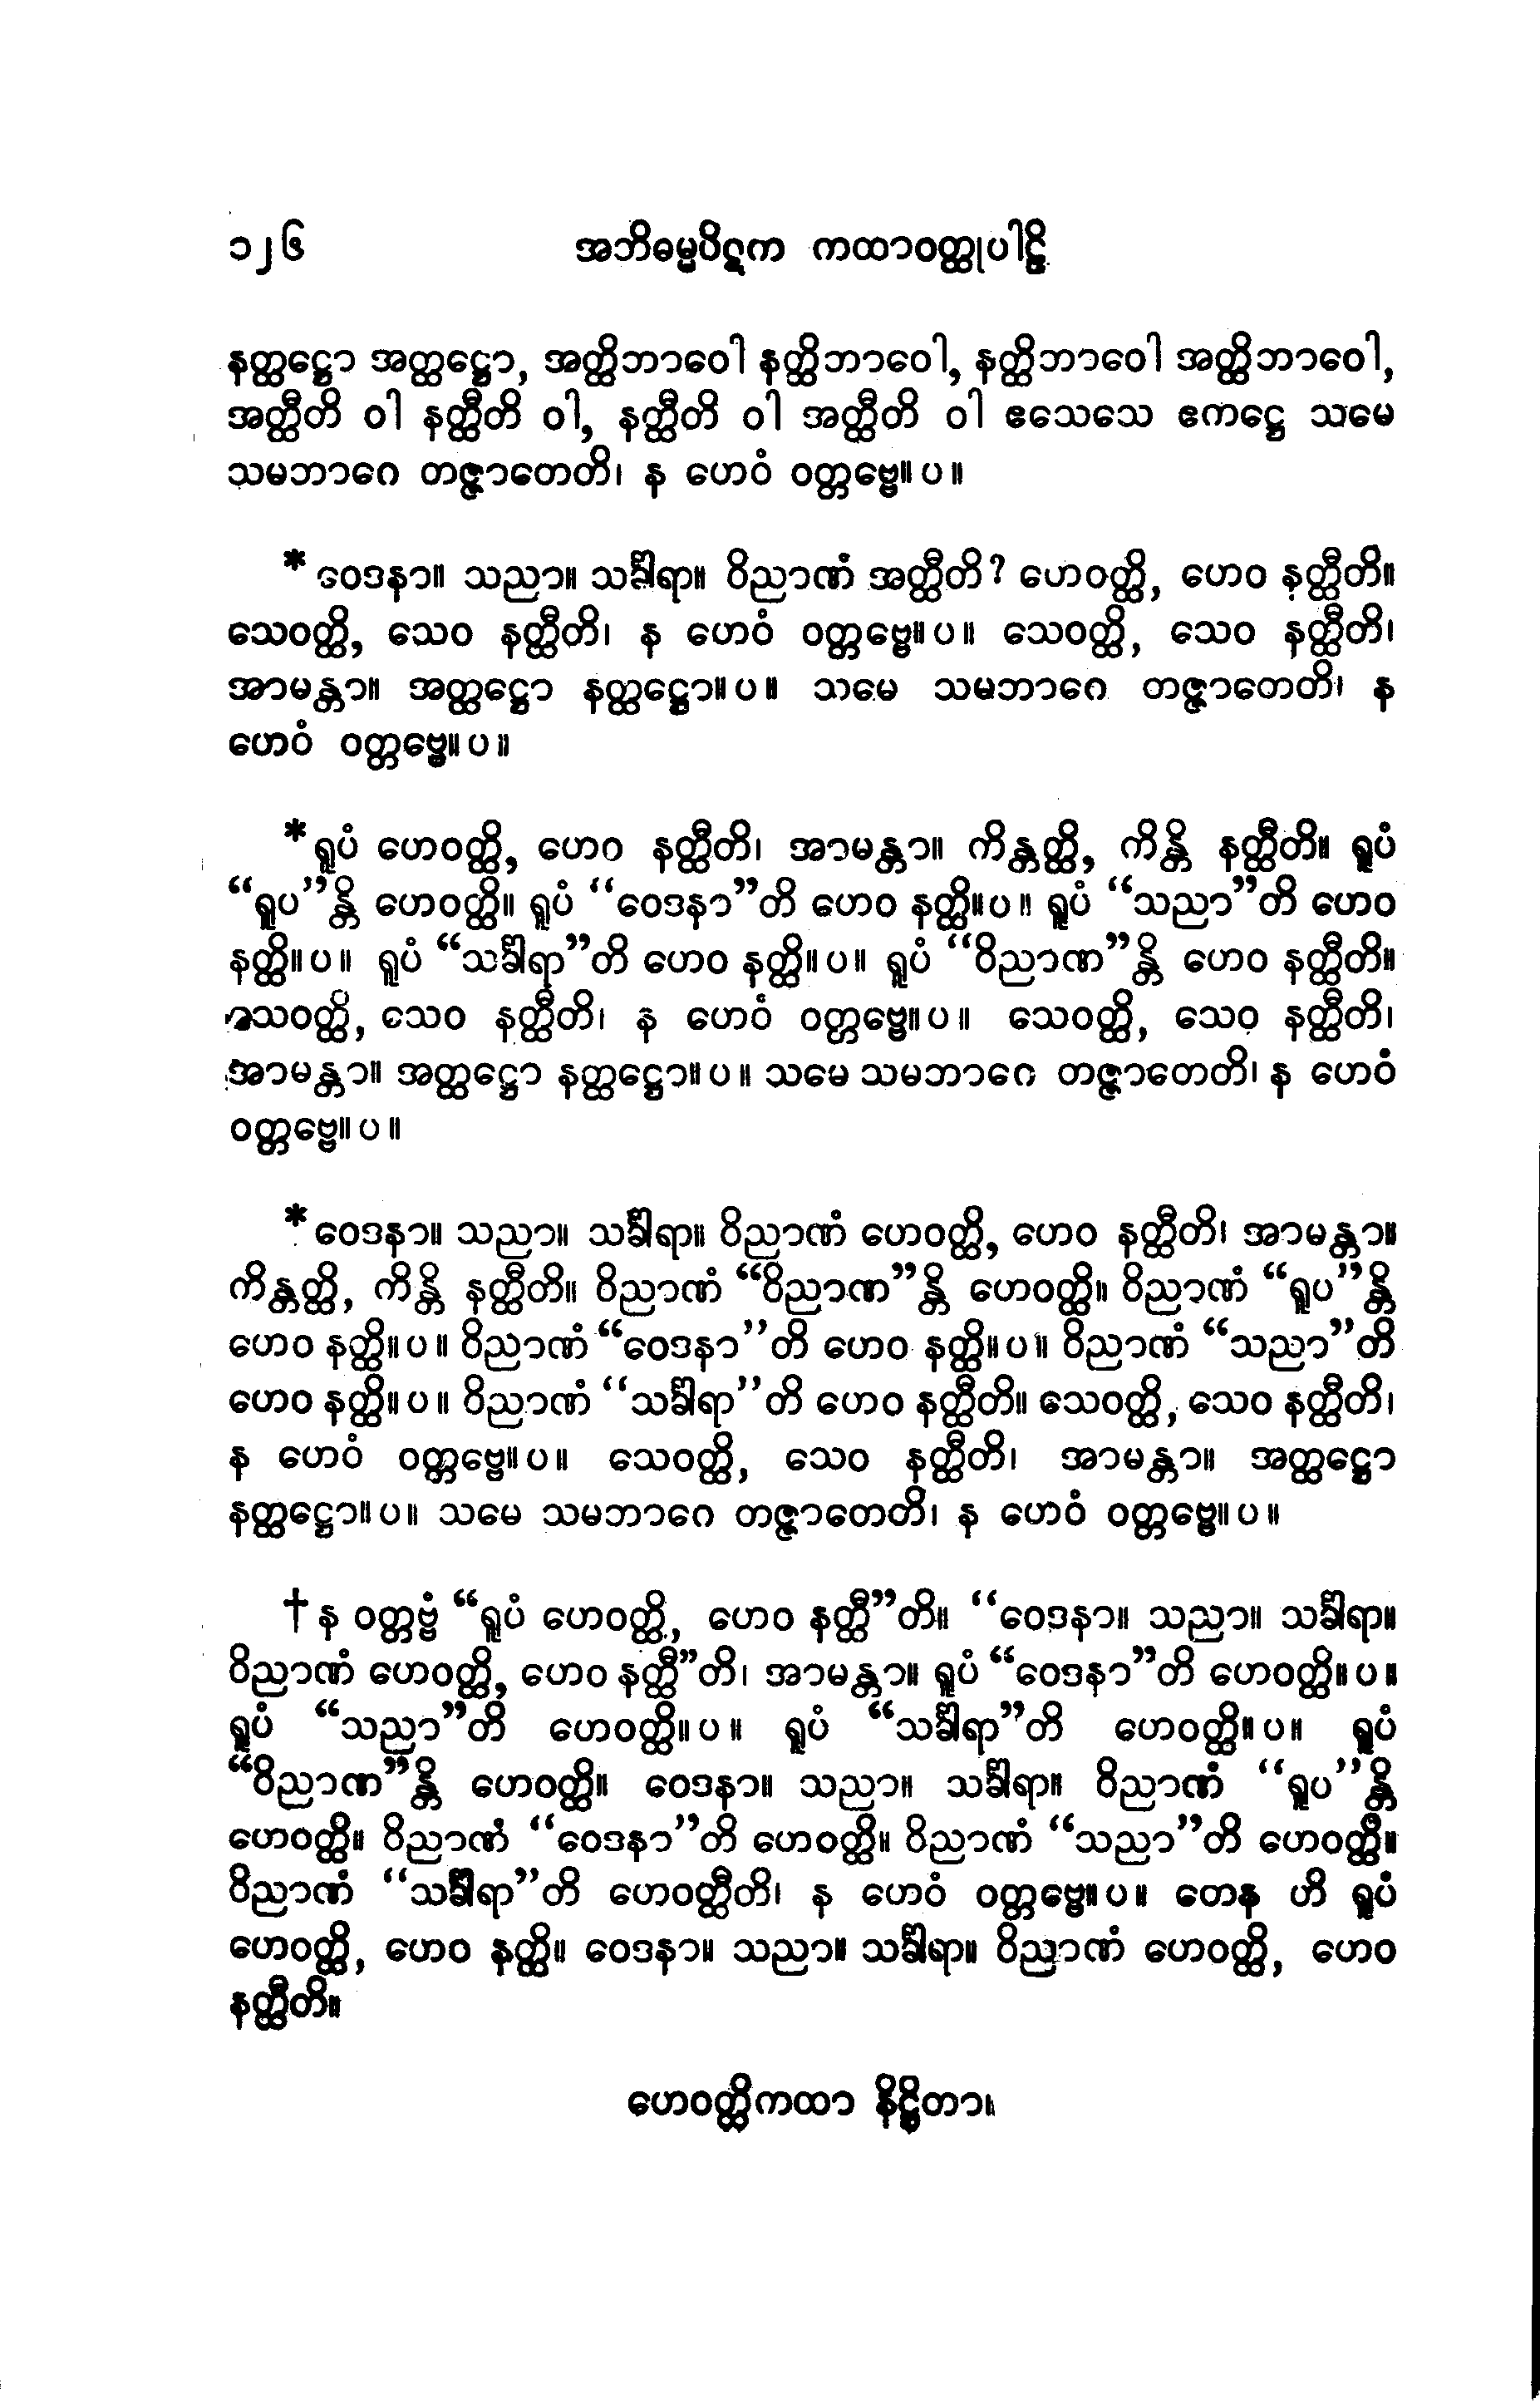 ၁၂၆ အဘိဓမ္မပိဋက ကထာဝတ္ထုပါဠိ
နတ္ထဋ္ဌော အတ္ထဋ္ဌော, အတ္ထိဘာဝေါ နတ္ထိဘာဝေါ, နတ္ထိဘာဝေါ အတ္ထိဘာဝေါ,
အတ္ထီတိ ဝါ နတ္ထီတိ ဝါ, နတ္ထီတိ ဝါ အတ္ထီတိ ဝါ ဧသေသေ ဧကဋ္ဌေ သမေ
သမဘာဂေ တဇ္ဇာတေတိ၊ န ဟေဝံ ဝတ္တဗ္ဗေ။ပ။
* ဝေဒနာ။ သညာ။ သင်္ခါရာ။ ဝိညာဏံ အတ္ထီတိ? ဟေဝတ္ထိ, ဟေဝ နတ္ထီတိ။
သေဝတ္ထိ, သေဝ နတ္ထီတိ၊ န ဟေဝံ ဝတ္တဗ္ဗေ။ပ။ သေဝတ္ထိ, သေဝ နတ္ထီတိ၊
အာမန္တာ။ အတ္ထဋ္ဌော နတ္ထဋ္ဌော။ပ။ သမေ သမဘာဂေ တဇ္ဇာတေတိ၊ န
ဟေဝံ ဝတ္တဗ္ဗေ။ပ။
* ရူပံ ဟေဝတ္ထိ, ဟေဝ နတ္ထီတိ၊ အာမန္တာ။ ကိန္တတ္ထိ, ကိန္တိ နတ္ထီတိ။ ရူပံ
“ရူပ”န္တိ ဟေဝတ္ထိ။ ရူပံ “ဝေဒနာ”တိ ဟေဝ နတ္ထိ။ပ။ ရူပံ “သညာ”တိ ဟေဝ
နတ္ထိ။ပ။ ရူပံ “သင်္ခါရာ”တိ ဟေဝ နတ္ထိ။ပ။ ရူပံ “ဝိညာဏ”န္တိ ဟေဝ နတ္ထီတိ။
သေဝတ္ထိ, သေဝ နတ္ထီတိ၊ န ဟေဝံ ဝတ္တဗ္ဗေ။ပ။ သေဝတ္ထိ, သေဝ နတ္ထီတိ၊
အာမန္တာ။ အတ္ထဋ္ဌော နတ္ထဋ္ဌော။ပ။ သမေ သမဘာဂေ တဇ္ဇာတေတိ၊ န ဟေဝံ
ဝတ္တဗ္ဗေ။ပ။
* ဝေဒနာ။ သညာ။ သင်္ခါရာ။ ဝိညာဏံ ဟေဝတ္ထိ, ဟေဝ နတ္ထီတိ၊ အာမန္တာ။
ကိန္တတ္ထိ, ကိန္တိ နတ္ထီတိ။ ဝိညာဏံ “ဝိညာဏ”န္တိ ဟေဝတ္ထိ။ ဝိညာဏံ “ရူပ”န္တိ
ဟေဝ နတ္ထိ။ပ။ ဝိညာဏံ “ဝေဒနာ”တိ ဟေဝ နတ္ထိ။ပ။ ဝိညာဏံ “သညာ”တိ
ဟေဝ နတ္ထိ။ပ။ ဝိညာဏံ “သင်္ခါရာ”တိ ဟေဝ နတ္ထီတိ။ သေဝတ္ထိ, သေဝ နတ္ထီတိ၊
န ဟေဝံ ဝတ္တဗ္ဗေ။ပ။ သေဝတ္ထိ, သေဝ နတ္ထီတိ၊ အာမန္တာ။ အတ္ထဋ္ဌော
နတ္ထဋ္ဌော။ပ။ သမေ သမဘာဂေ တဇ္ဇာတေတိ၊ န ဟေဝံ ဝတ္တဗ္ဗေ။ပ။
† န ဝတ္တဗ္ဗံ “ရူပံ ဟေဝတ္ထိ, ဟေဝ နတ္ထီ”တိ။ “ဝေဒနာ။ သညာ။ သင်္ခါရာ။
ဝိညာဏံ ဟေဝတ္ထိ, ဟေဝ နတ္ထီ”တိ၊ အာမန္တာ။ ရူပံ “ဝေဒနာ”တိ ဟေဝတ္ထိ။ပ။
ရူပံ “သညာ”တိ ဟေဝတ္ထိ။ပ။ ရူပံ “သင်္ခါရာ”တိ ဟေဝတ္ထိ။ပ။ ရူပံ
“ဝိညာဏ”န္တိ ဟေဝတ္ထိ။ ဝေဒနာ။ သညာ။ သင်္ခါရာ။ ဝိညာဏံ “ရူပ”န္တိ
ဟေဝတ္ထိ။ ဝိညာဏံ “ဝေဒနာ”တိ ဟေဝတ္ထိ။ ဝိညာဏံ “သညာ”တိ ဟေဝတ္ထိ။
ဝိညာဏံ “သင်္ခါရာ”တိ ဟေဝတ္ထီတိ၊ န ဟေဝံ ဝတ္တဗ္ဗေ။ပ။ တေန ဟိ ရူပံ
ဟေဝတ္ထိ, ဟေဝ နတ္ထိ။ ဝေဒနာ။ သညာ။ သင်္ခါရာ။ ဝိညာဏံ ဟေဝတ္ထိ, ဟေဝ
နတ္ထီတိ။
ဟေဝတ္ထိကထာ နိဋ္ဌိတာ။